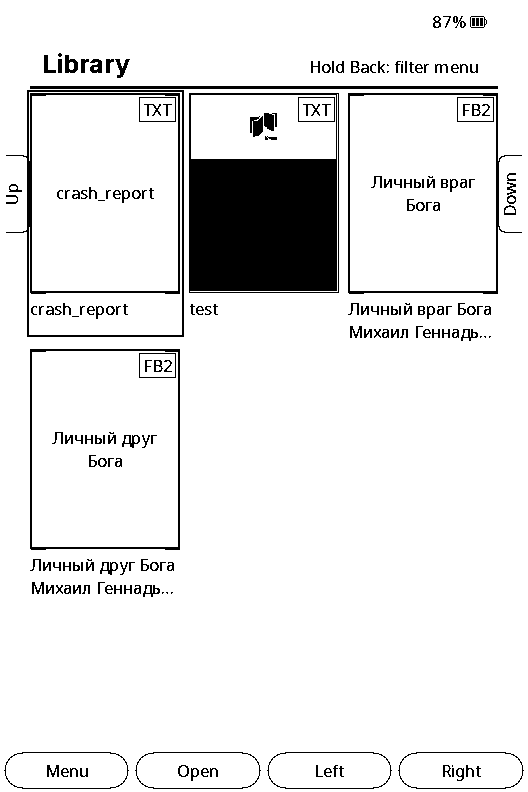 87%
Library
Hold Back: filter menu
TXT
TXT
FB2
crash_report
Личный враг
Бога
Up
Down
crash_report
test
Личный враг Бога
Михаил Геннадь...
FB2
Личный друг
Бога
Личный друг Бога
Михаил Геннадь...
Menu
Open
Left
Right